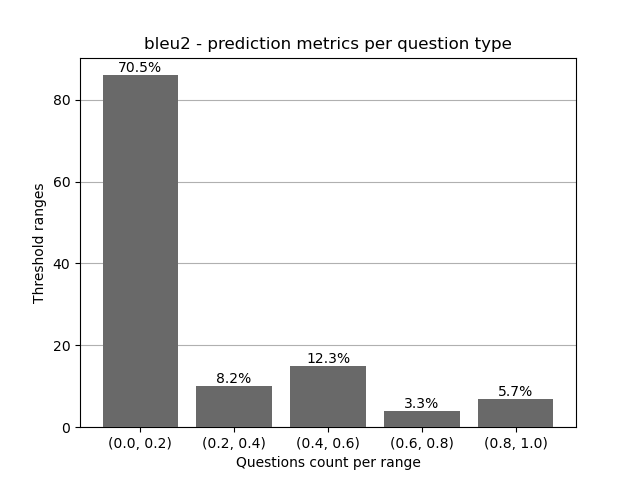 bleu2 - prediction metrics per question type
70.5%
80
60
Threshold ranges
40
20
12.3%
8.2%
5.7%
3.3%
0
(0.0, 0.2) (0.2, 0.4) (0.4, 0.6) (0.6, 0.8) (0.8, 1.0)
Questions count per range